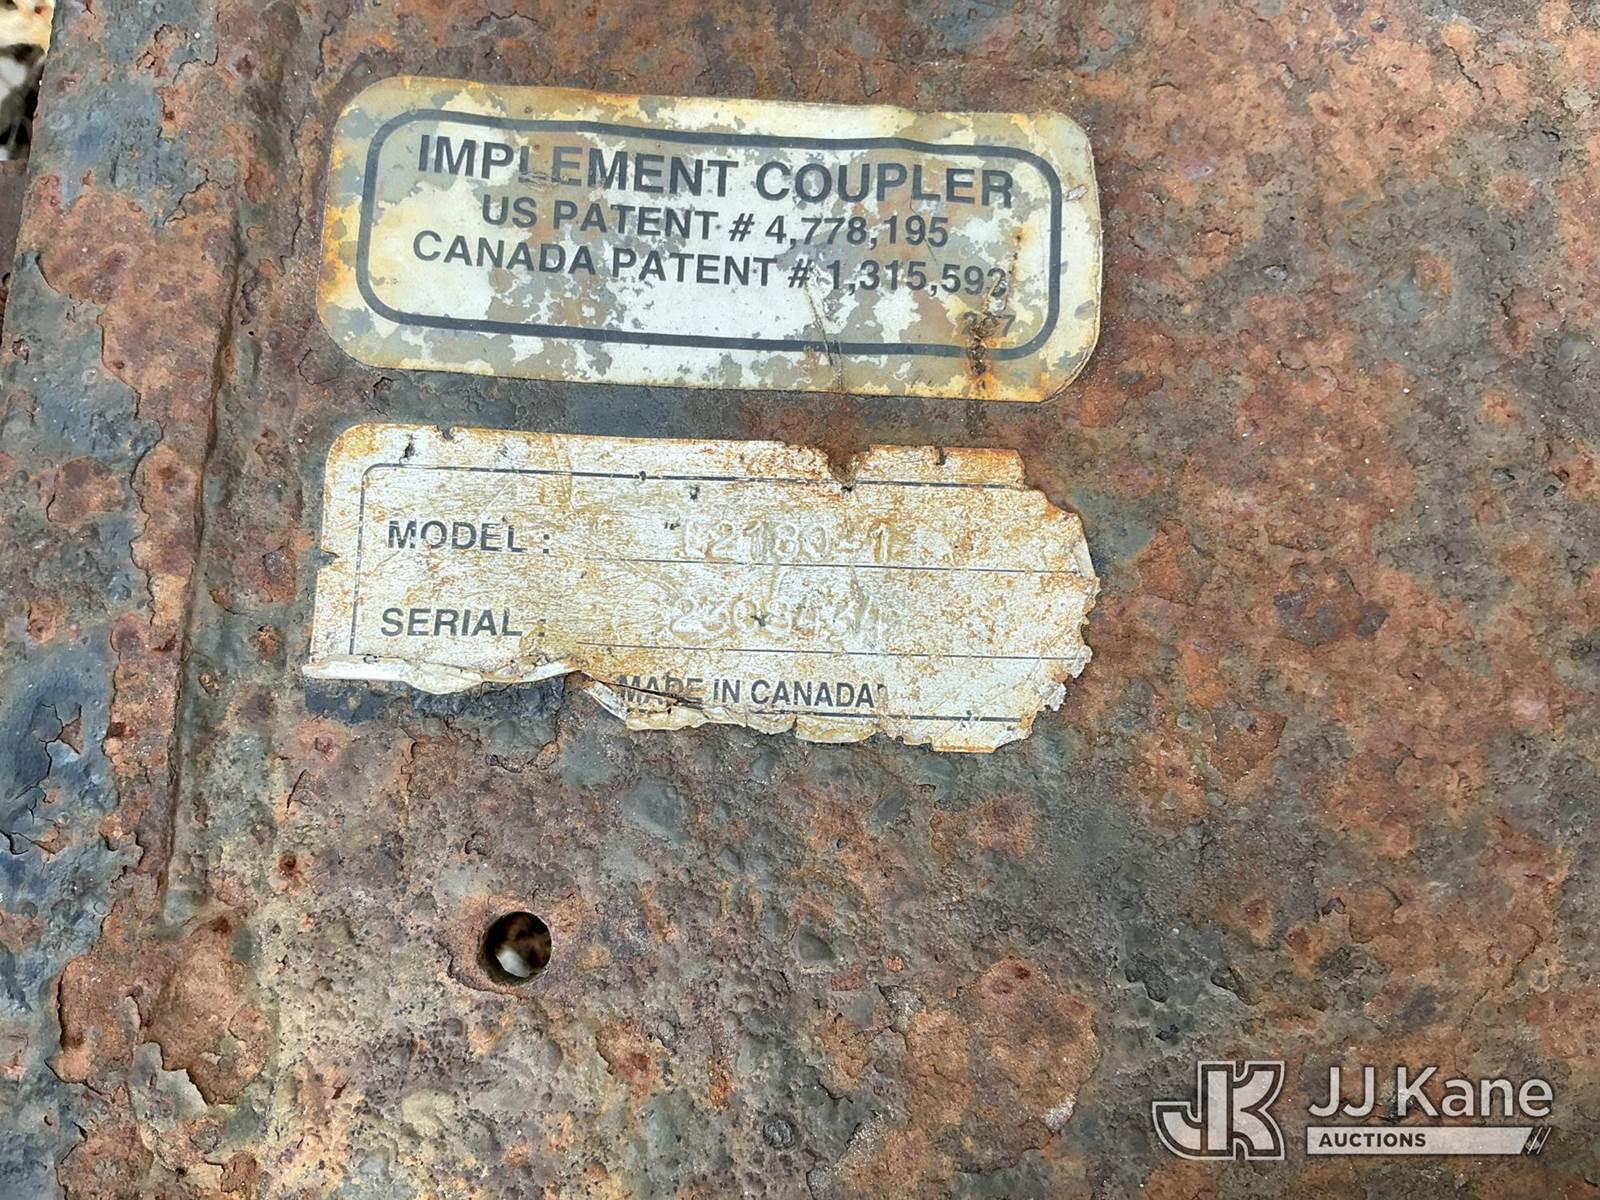 IMPLEMENT COUPLER
US PATENT # 4,778,195
CANADA PATENT # 1,315,593
MODEL :
SERIAL :
MADE IN CANADA
JJ Kane
AUCTIONS